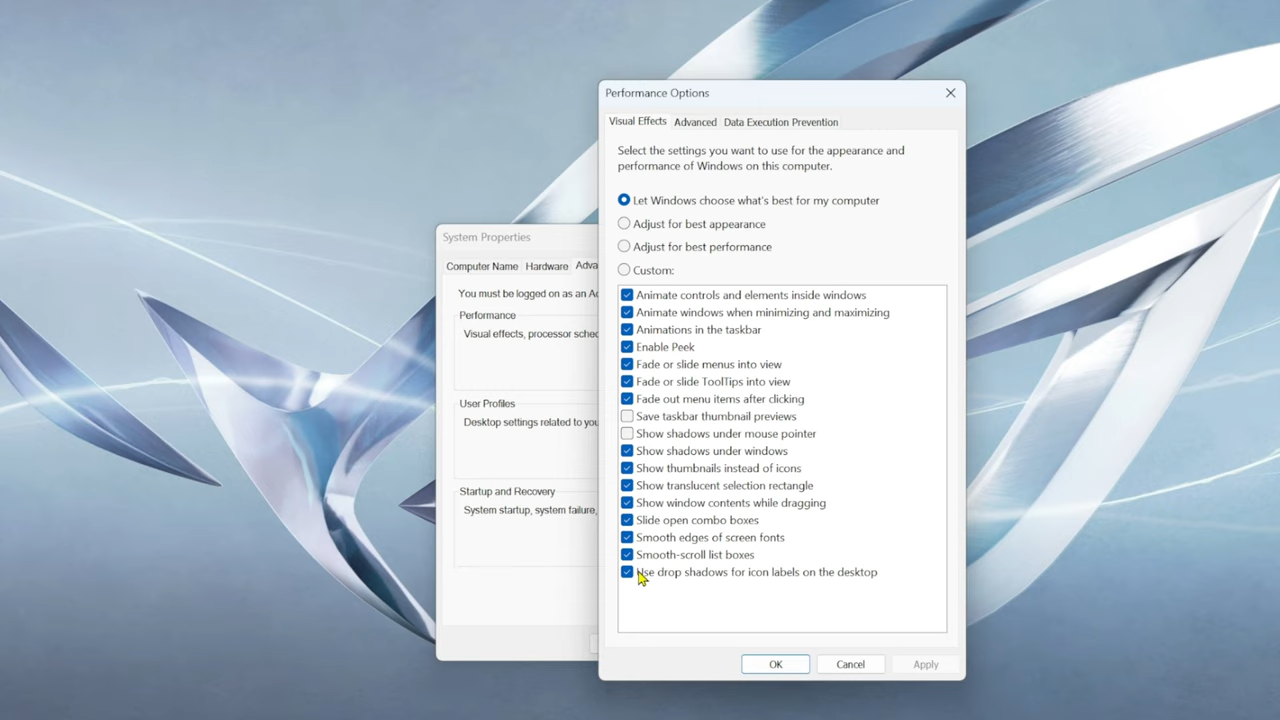 Performance Options
Visual Effects
Advanced
Data Execution Prevention
Select the settings you want to use for the appearance and
performance of Windows on this computer.
Let Windows choose what's best for my computer
Adjust for best appearance
Adjust for best performance
Custom:
Animate controls and elements inside windows
Animate windows when minimizing and maximizing
Animations in the taskbar
Enable Peek
Fade or slide menus into view
Fade or slide ToolTips into view
Fade out menu items after clicking
Save taskbar thumbnail previews
Show shadows under mouse pointer
Show shadows under windows
Show thumbnails instead of icons
Show translucent selection rectangle
Show window contents while dragging
Slide open combo boxes
Smooth edges of screen fonts
Smooth-scroll list boxes
Use drop shadows for icon labels on the desktop
OK
Cancel
Apply
System Properties
Computer Name
Hardware
Adva
You must be logged on as an Ad
Performance
Visual effects, processor sched
User Profiles
Desktop settings related to you
Startup and Recovery
System startup, system failure,